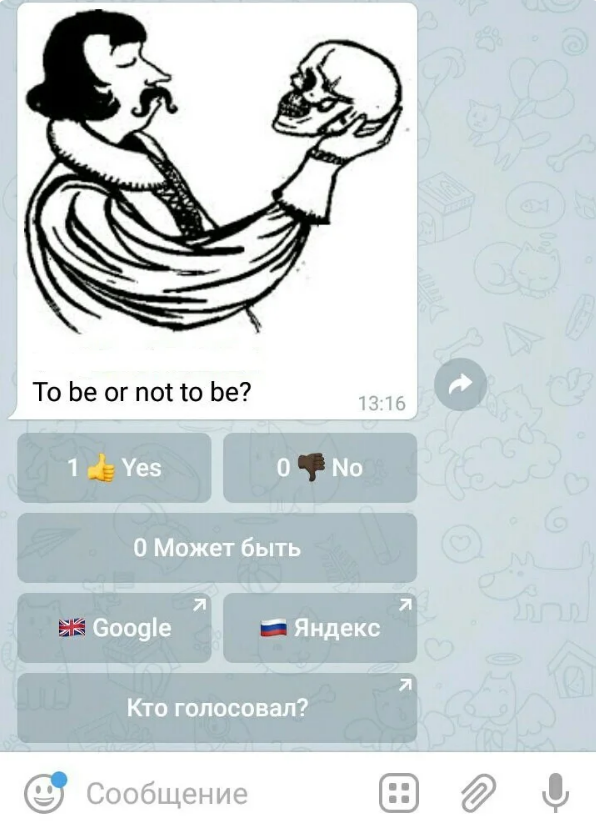 To be or not to be?
13:16
1 👍 Yes
0 👎🏿 No
0 Может быть
🇬🇧 Google
🇷🇺 Яндекс
Кто голосовал?
Сообщение